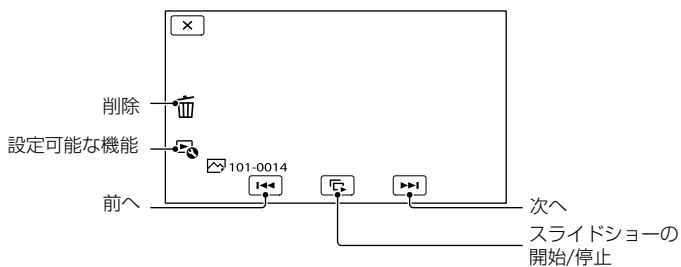 削除
設定可能な機能
101-0014
前へ
次へ
スライドショーの
開始/停止